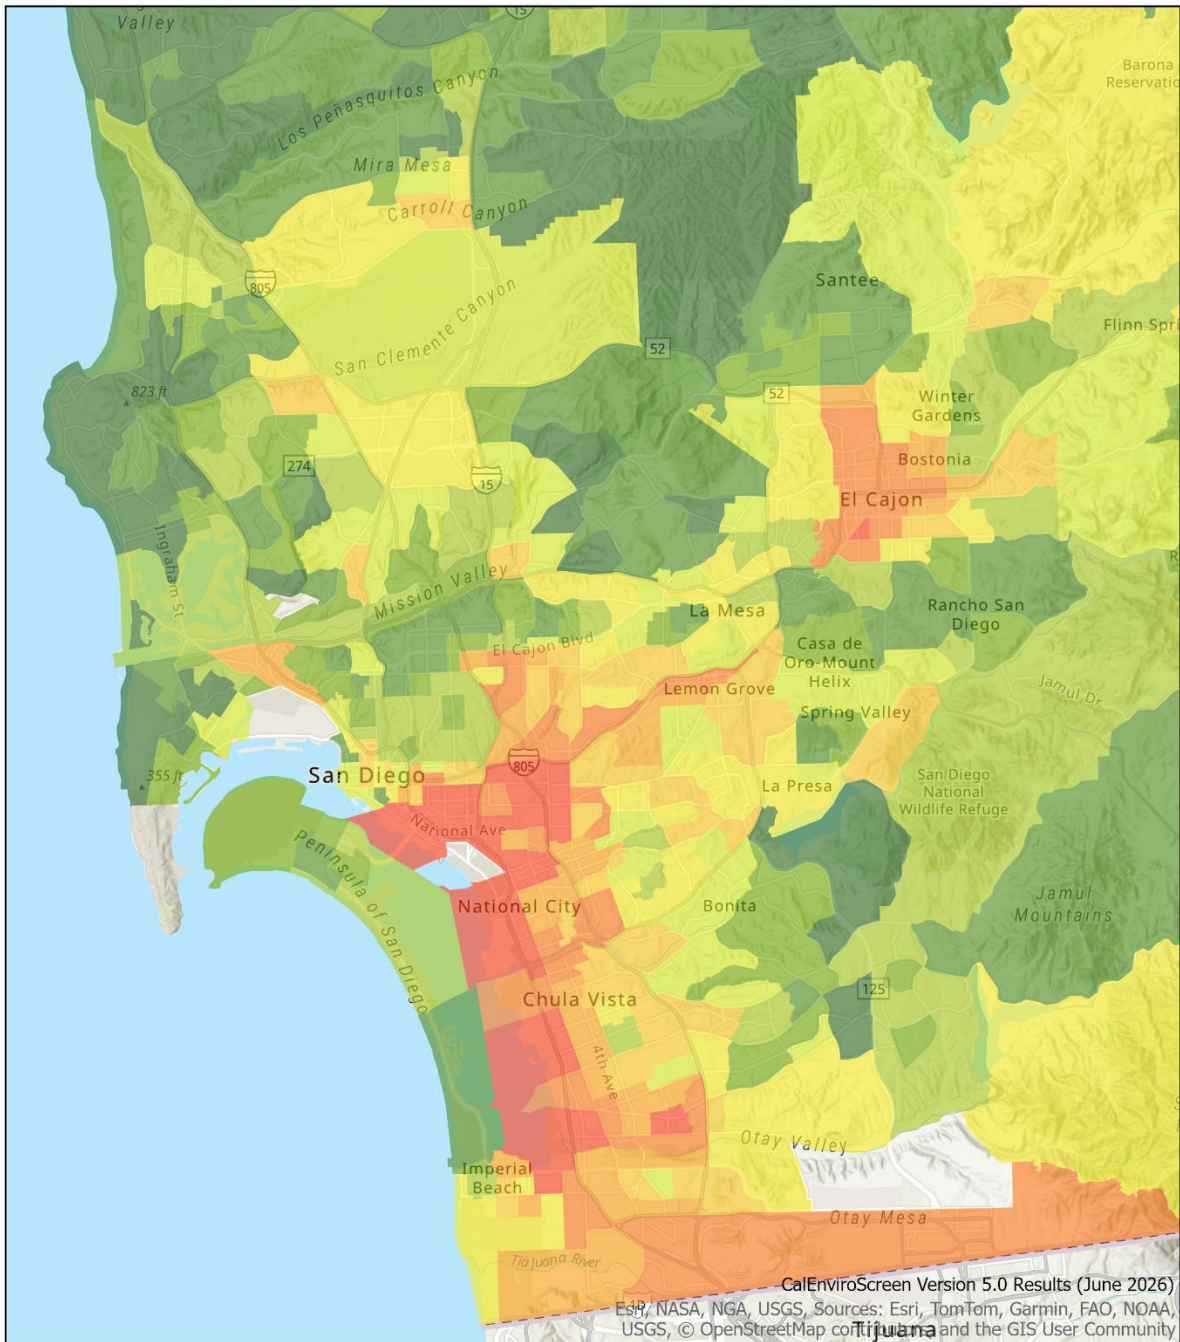 Valley
15
Barona
Los Peñasquitos Canyon
Mira Mesa
Carroll Canyon
805
Santee
San Clemente Canyon
52
Flinn
823 ft
52
Winter
Gardens
274
Bostonia
15
El Cajon
Ingraham St
Mission Valley
La Mesa
Rancho San
Diego
El Cajon Blvd
Casa de
Oro-Mount
Helix
Lemon Grove
Jamul Dr
Spring Valley
355 ft
San Diego
805
La Presa
San Diego
National
Wildlife Refuge
National Ave
Peninsula of San Diego
National City
Bonita
Jamul
Mountains
125
Chula Vista
4th Ave
Otay Valley
Imperial
Beach
Otay Mesa
TiaJuana River
CalEnviroScreen Version 5.0 Results (June 2026)
Esri, NASA, NGA, USGS, Sources: Esri, TomTom, Garmin, FAO, NOAA,
USGS, © OpenStreetMap contributors, and the GIS User Community
Tijuana